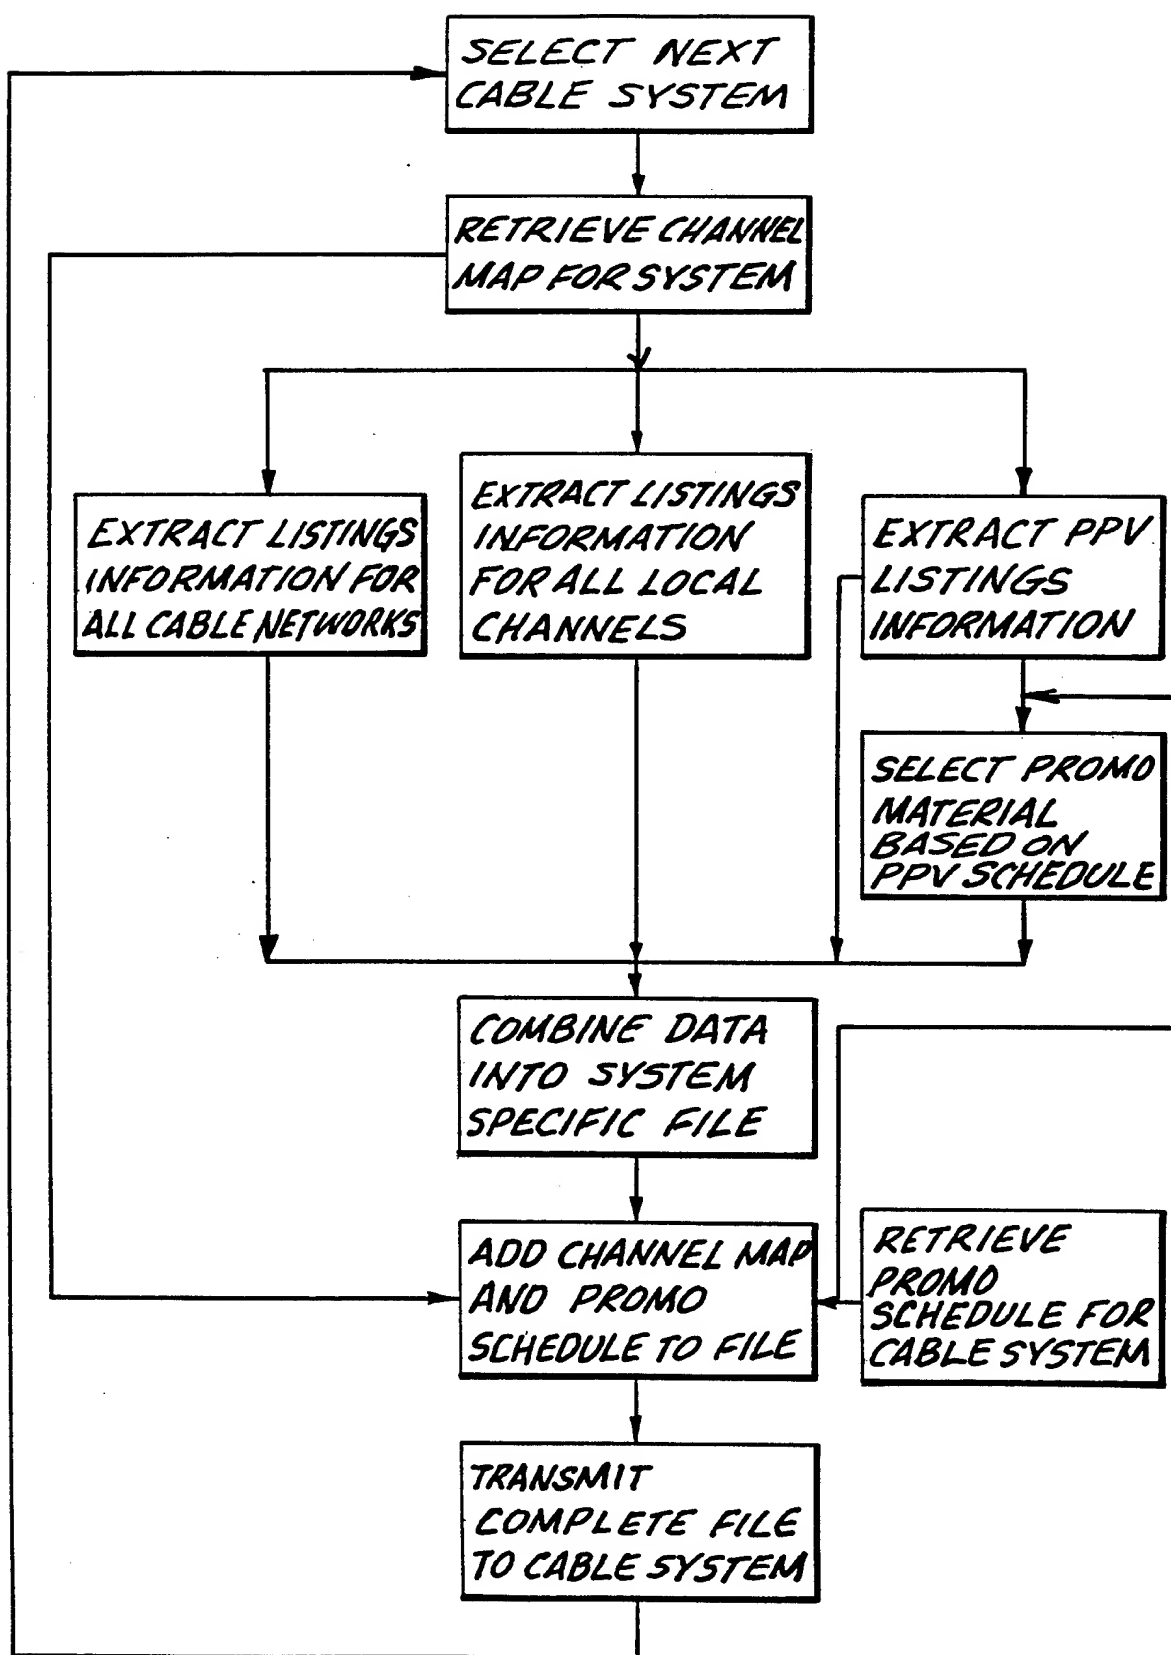 SELECT NEXT
CABLE SYSTEM
RETRIEVE CHANNEL
MAP FOR SYSTEM
EXTRACT LISTINGS
INFORMATION FOR
ALL CABLE NETWORKS
EXTRACT LISTINGS
INFORMATION
FOR ALL LOCAL
CHANNELS
EXTRACT PPV
LISTINGS
INFORMATION
SELECT PROMO
MATERIAL
BASED ON
PPV SCHEDULE
COMBINE DATA
INTO SYSTEM
SPECIFIC FILE
ADD CHANNEL MAP
AND PROMO
SCHEDULE TO FILE
RETRIEVE
PROMO
SCHEDULE FOR
CABLE SYSTEM
TRANSMIT
COMPLETE FILE
TO CABLE SYSTEM